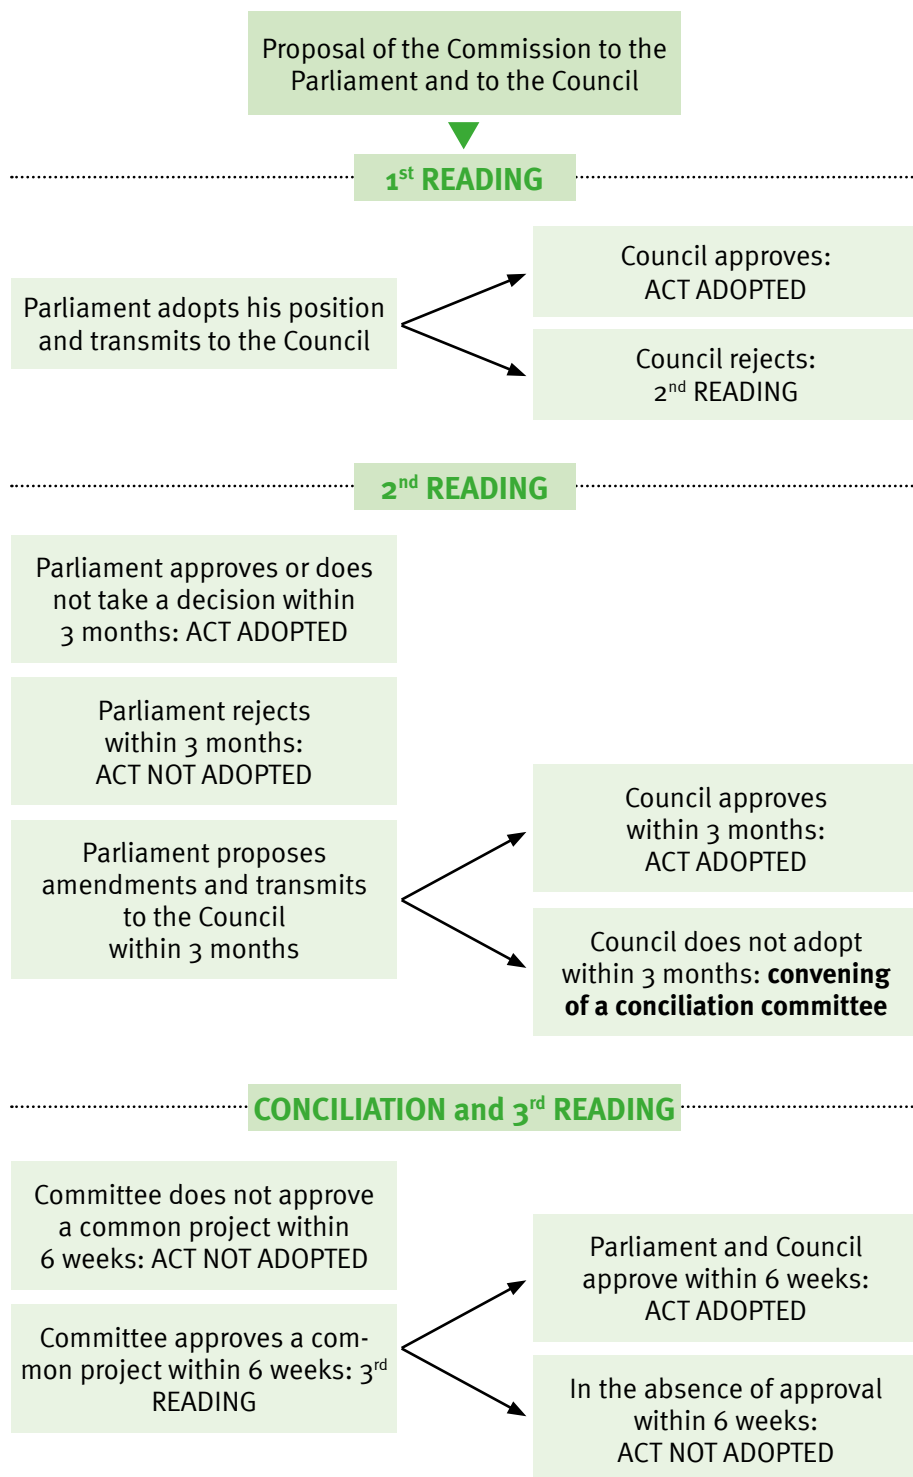 Proposal of the Commission to the
Parliament and to the Council
1st READING
Parliament adopts his position
and transmits to the Council
Council approves:
ACT ADOPTED
Council rejects:
2nd READING
2nd READING
Parliament approves or does
not take a decision within
3 months: ACT ADOPTED
Parliament rejects
within 3 months:
ACT NOT ADOPTED
Parliament proposes
amendments and transmits
to the Council
within 3 months
Council approves
within 3 months:
ACT ADOPTED
Council does not adopt
within 3 months: convening
of a conciliation committee
CONCILIATION and 3rd READING
Committee does not approve
a common project within
6 weeks: ACT NOT ADOPTED
Committee approves a com-
mon project within 6 weeks: 3rd
READING
Parliament and Council
approve within 6 weeks:
ACT ADOPTED
In the absence of approval
within 6 weeks:
ACT NOT ADOPTED